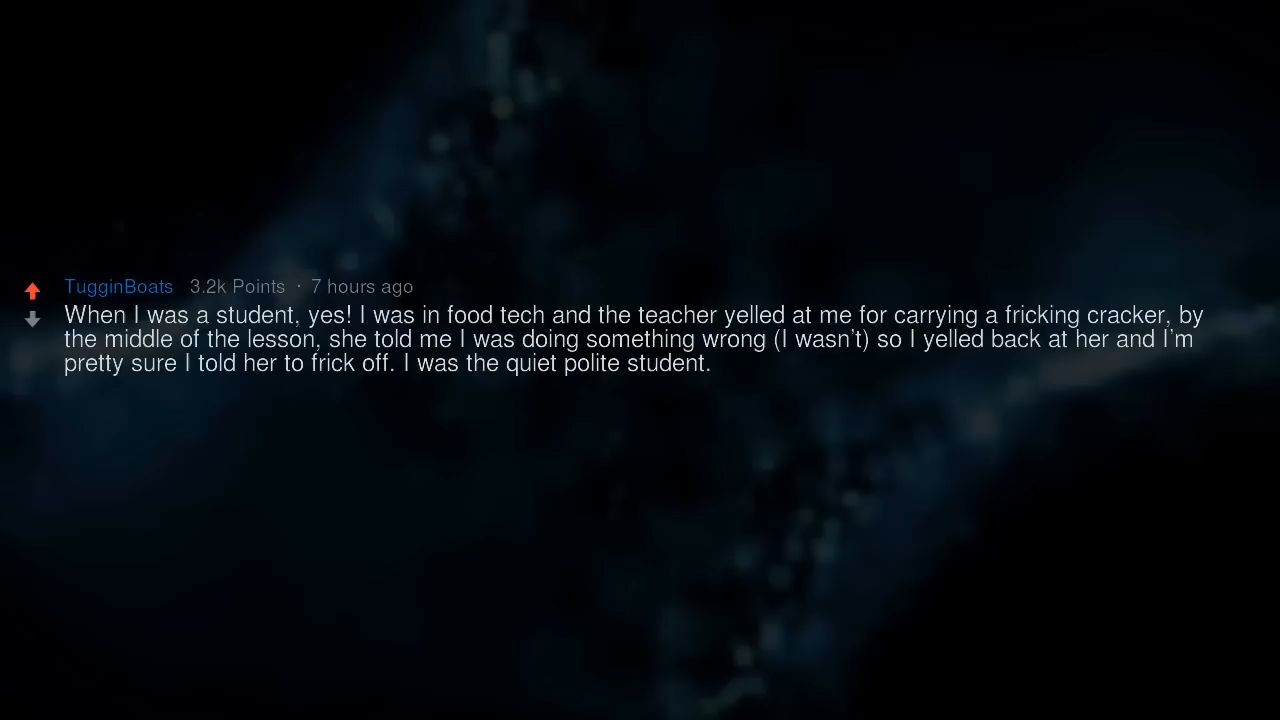 TugginBoats 3.2k Points · 7 hours ago
When I was a student, yes! I was in food tech and the teacher yelled at me for carrying a fricking cracker, by
the middle of the lesson, she told me I was doing something wrong (I wasn't) so I yelled back at her and I'm
pretty sure I told her to frick off. I was the quiet polite student.